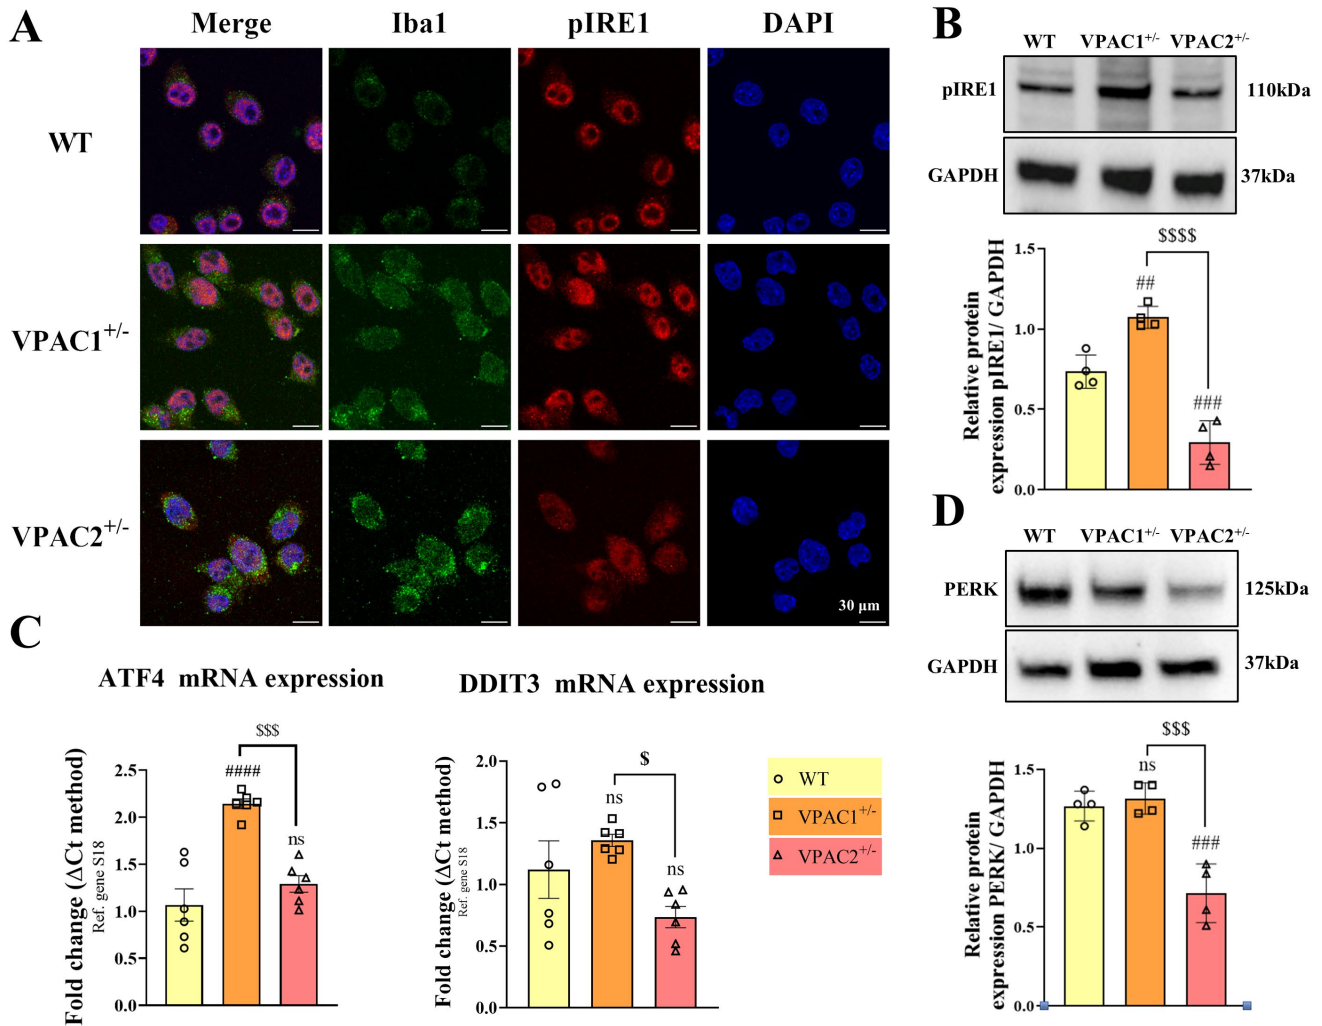 A
Merge
Iba1
pIRE1
DAPI
WT
VPAC1+/-
VPAC2+/-
30 µm
B
WT
VPAC1+/-
VPAC2+/-
pIRE1
110kDa
GAPDH
37kDa
Relative protein
expression pIRE1/ GAPDH
1.5
1.0
0.5
0.0
##
$$$$
###
C
ATF4 mRNA expression
Fold change (ΔCt method)
Ref. gene S18
2.5
2.0
1.5
1.0
0.5
0.0
####
$$$
ns
DDIT3 mRNA expression
Fold change (ΔCt method)
Ref. gene S18
2.0
1.5
1.0
0.5
0.0
ns
$
ns
WT
VPAC1+/-
VPAC2+/-
D
WT
VPAC1+/-
VPAC2+/-
PERK
125kDa
GAPDH
37kDa
Relative protein
expression PERK/ GAPDH
1.5
1.0
0.5
0.0
ns
$$$
###